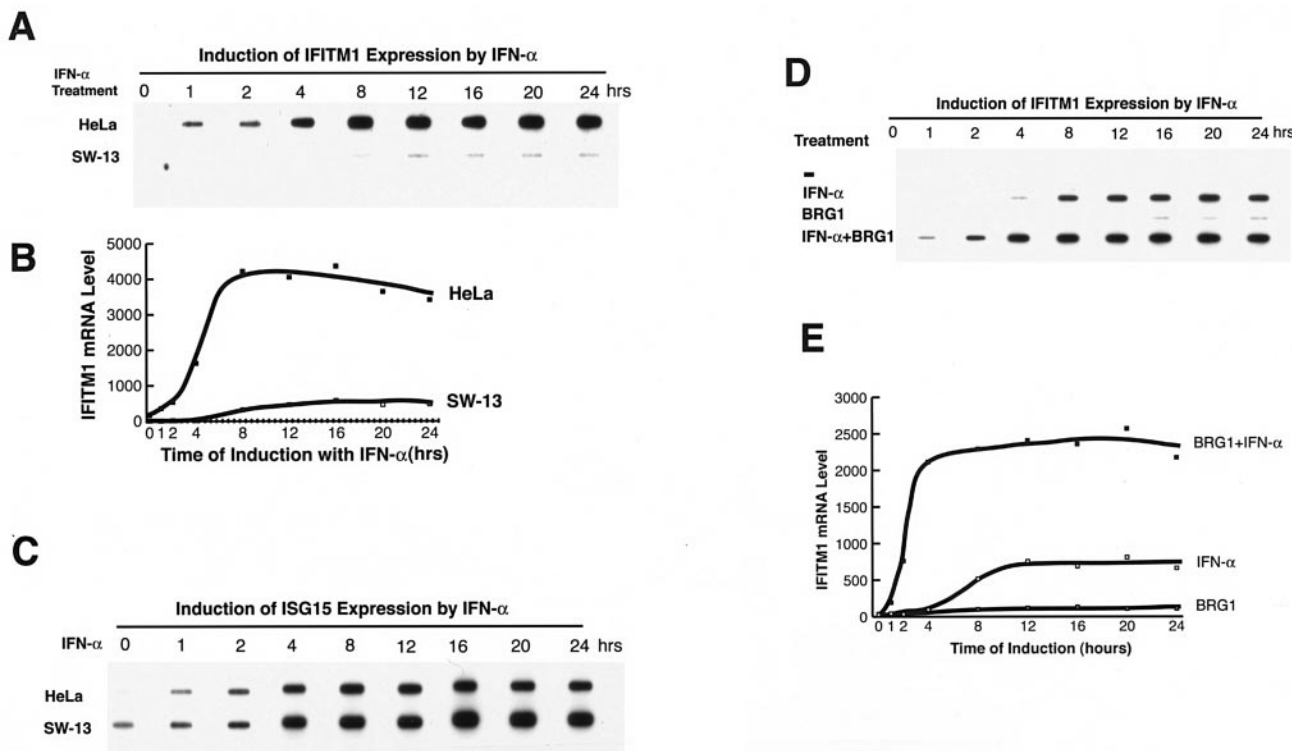 A
Induction of IFITM1 Expression by IFN-α
IFN-α
Treatment 0 1 2 4 8 12 16 20 24 hrs
HeLa
SW-13
B
IFITM1 mRNA Level
5000
4000
3000
2000
1000
0
HeLa
SW-13
0 1 2 4 8 12 16 20 24
Time of Induction with IFN-α(hrs)
C
Induction of ISG15 Expression by IFN-α
IFN-α 0 1 2 4 8 12 16 20 24 hrs
HeLa
SW-13
D
Induction of IFITM1 Expression by IFN-α
0 1 2 4 8 12 16 20 24 hrs
Treatment
-
IFN-α
BRG1
IFN-α+BRG1
E
IFITM1 mRNA Level
3000
2500
2000
1500
1000
500
0
BRG1+IFN-α
IFN-α
BRG1
0 1 2 4 8 12 16 20 24
Time of Induction (hours)